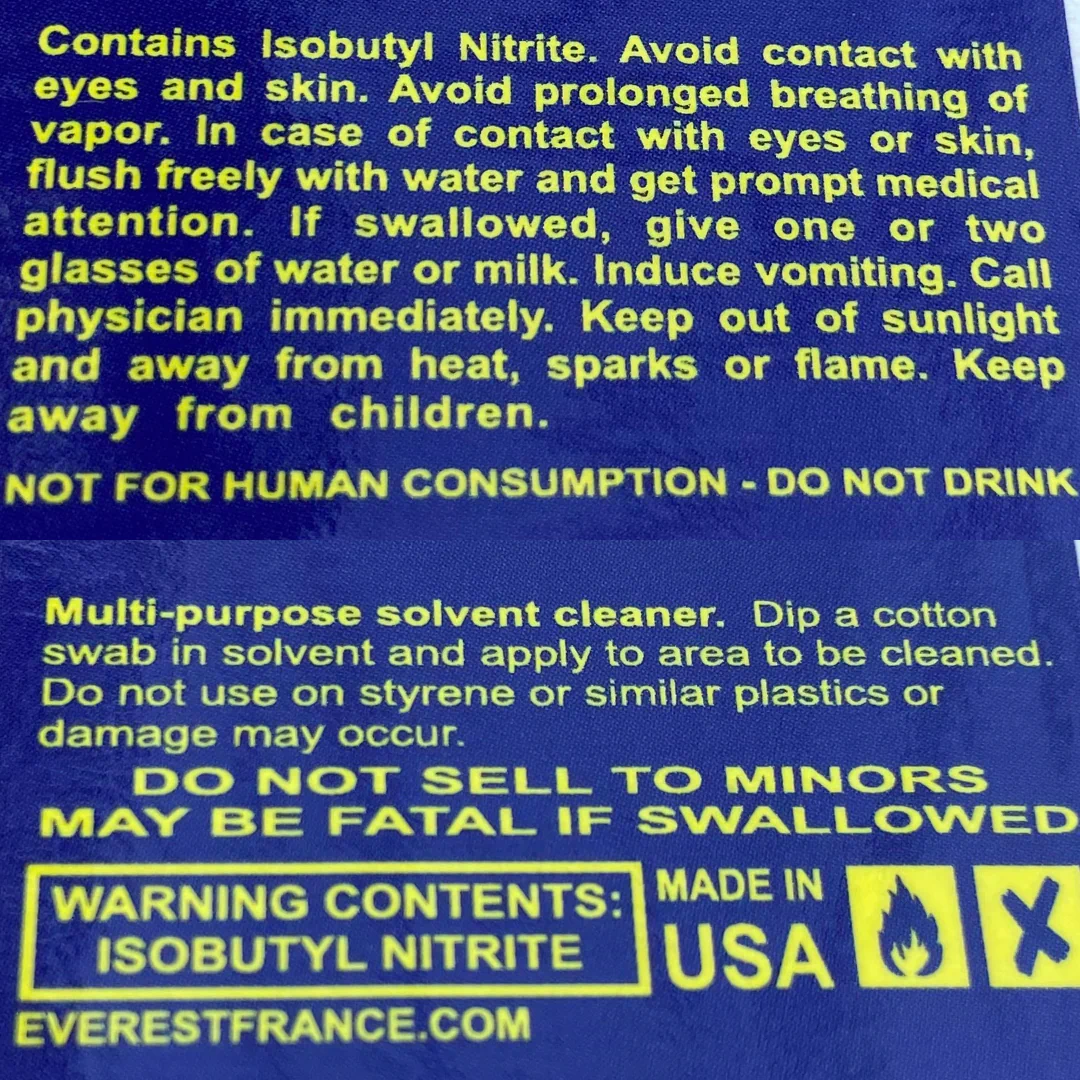 Contains Isobutyl Nitrite. Avoid contact with
eyes and skin. Avoid prolonged breathing of
vapor. In case of contact with eyes or skin,
flush freely with water and get prompt medical
attention. If swallowed, give one or two
glasses of water or milk. Induce vomiting. Call
physician immediately. Keep out of sunlight
and away from heat, sparks or flame. Keep
away from children.
NOT FOR HUMAN CONSUMPTION - DO NOT DRINK
Multi-purpose solvent cleaner. Dip a cotton
swab in solvent and apply to area to be cleaned.
Do not use on styrene or similar plastics or
damage may occur.
DO NOT SELL TO MINORS
MAY BE FATAL IF SWALLOWED
WARNING CONTENTS:
ISOBUTYL NITRITE
MADE IN
USA
EVERESTFRANCE.COM